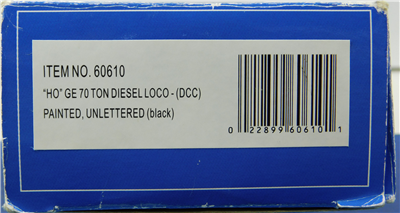 ITEM NO. 60610
"HO" GE 70 TON DIESEL LOCO - (DCC)
PAINTED, UNLETTERED (black)
0 22899 60610 1